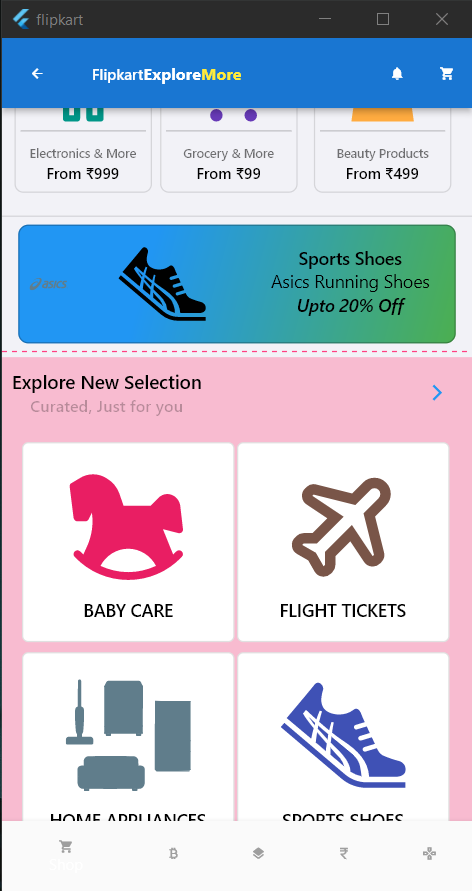 flipkart
FlipkartExploreMore
Electronics & More
From ₹999
Grocery & More
From ₹99
Beauty Products
From ₹499
asics
Sports Shoes
Asics Running Shoes
Upto 20% Off
Explore New Selection
Curated, Just for you
BABY CARE
FLIGHT TICKETS
HOME APPLIANCES
SPORTS SHOES
Shop